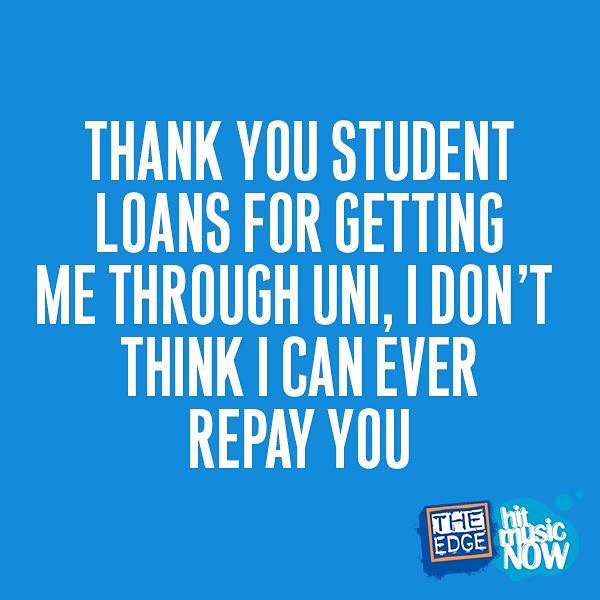 THANK YOU STUDENT
LOANS FOR GETTING
ME THROUGH UNI, I DON'T
THINK I CAN EVER
REPAY YOU
THE
EDGE
hit
music
NOW